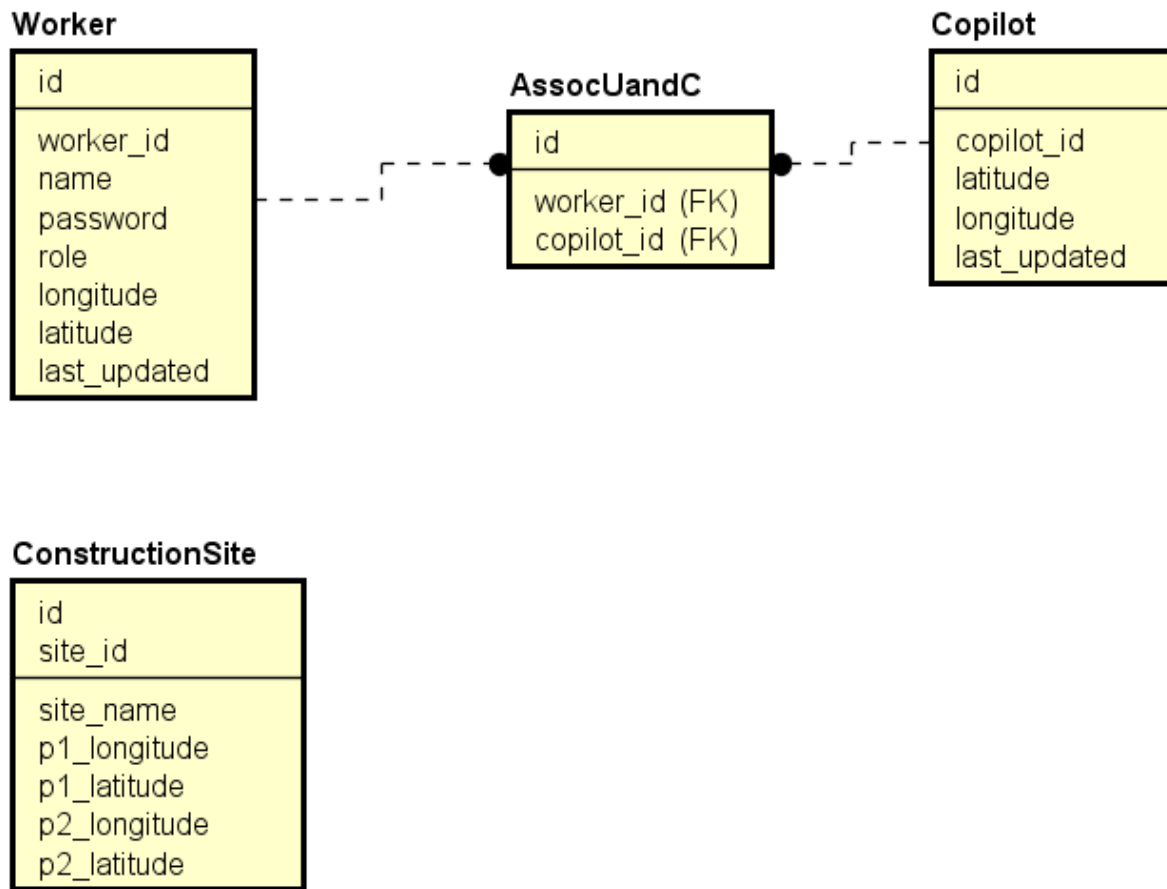 Worker
id
worker_id
name
password
role
longitude
latitude
last_updated
AssocUandC
id
worker_id (FK)
copilot_id (FK)
Copilot
id
copilot_id
latitude
longitude
last_updated
ConstructionSite
id
site_id
site_name
p1_longitude
p1_latitude
p2_longitude
p2_latitude